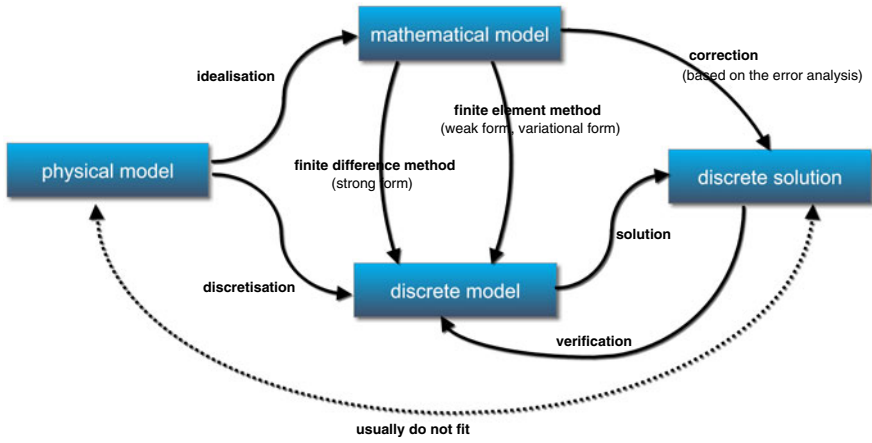 mathematical model
correction
(based on the error analysis)
idealisation
finite element method
(weak form, variational form)
finite difference method
(strong form)
physical model
discrete solution
solution
discretisation
discrete model
verification
usually do not fit